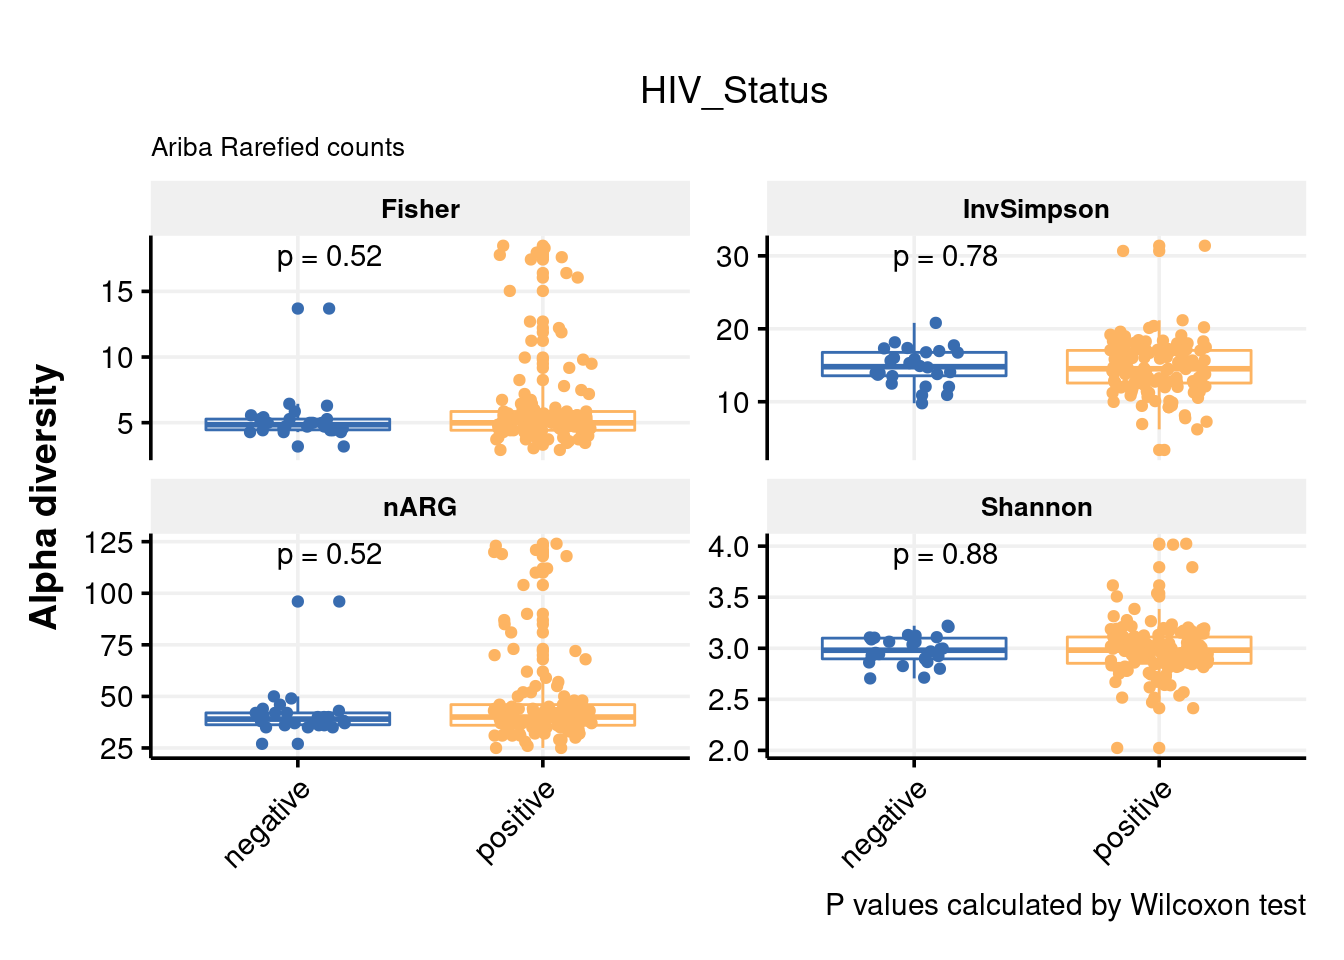 HIV_Status
Ariba Rarefied counts
Fisher
InvSimpson
p = 0.52
p = 0.78
15
10
5
30
20
10
nARG
Shannon
p = 0.52
p = 0.88
125
100
75
50
25
4.0
3.5
3.0
2.5
2.0
Alpha diversity
negative
positive
negative
positive
P values calculated by Wilcoxon test